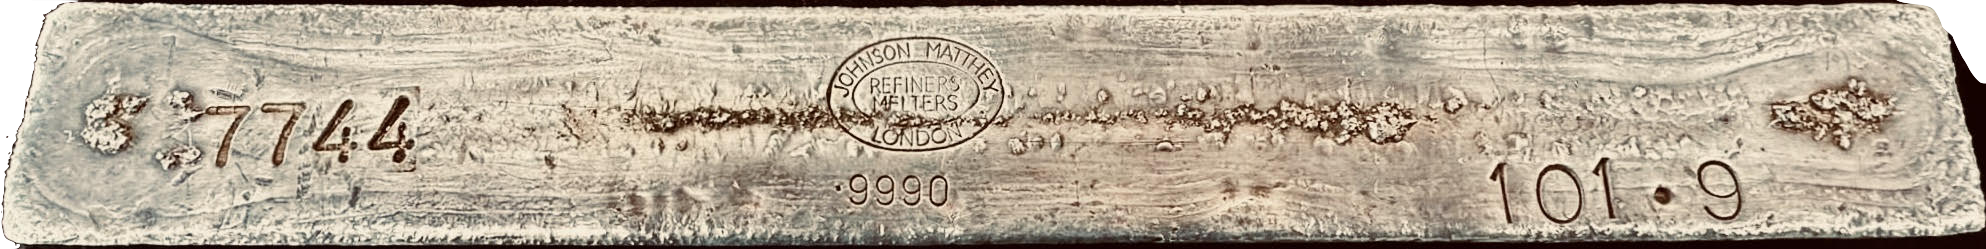 7744
JOHNSON MATTHEY
REFINERS
MELTERS
LONDON
·9990
101·9